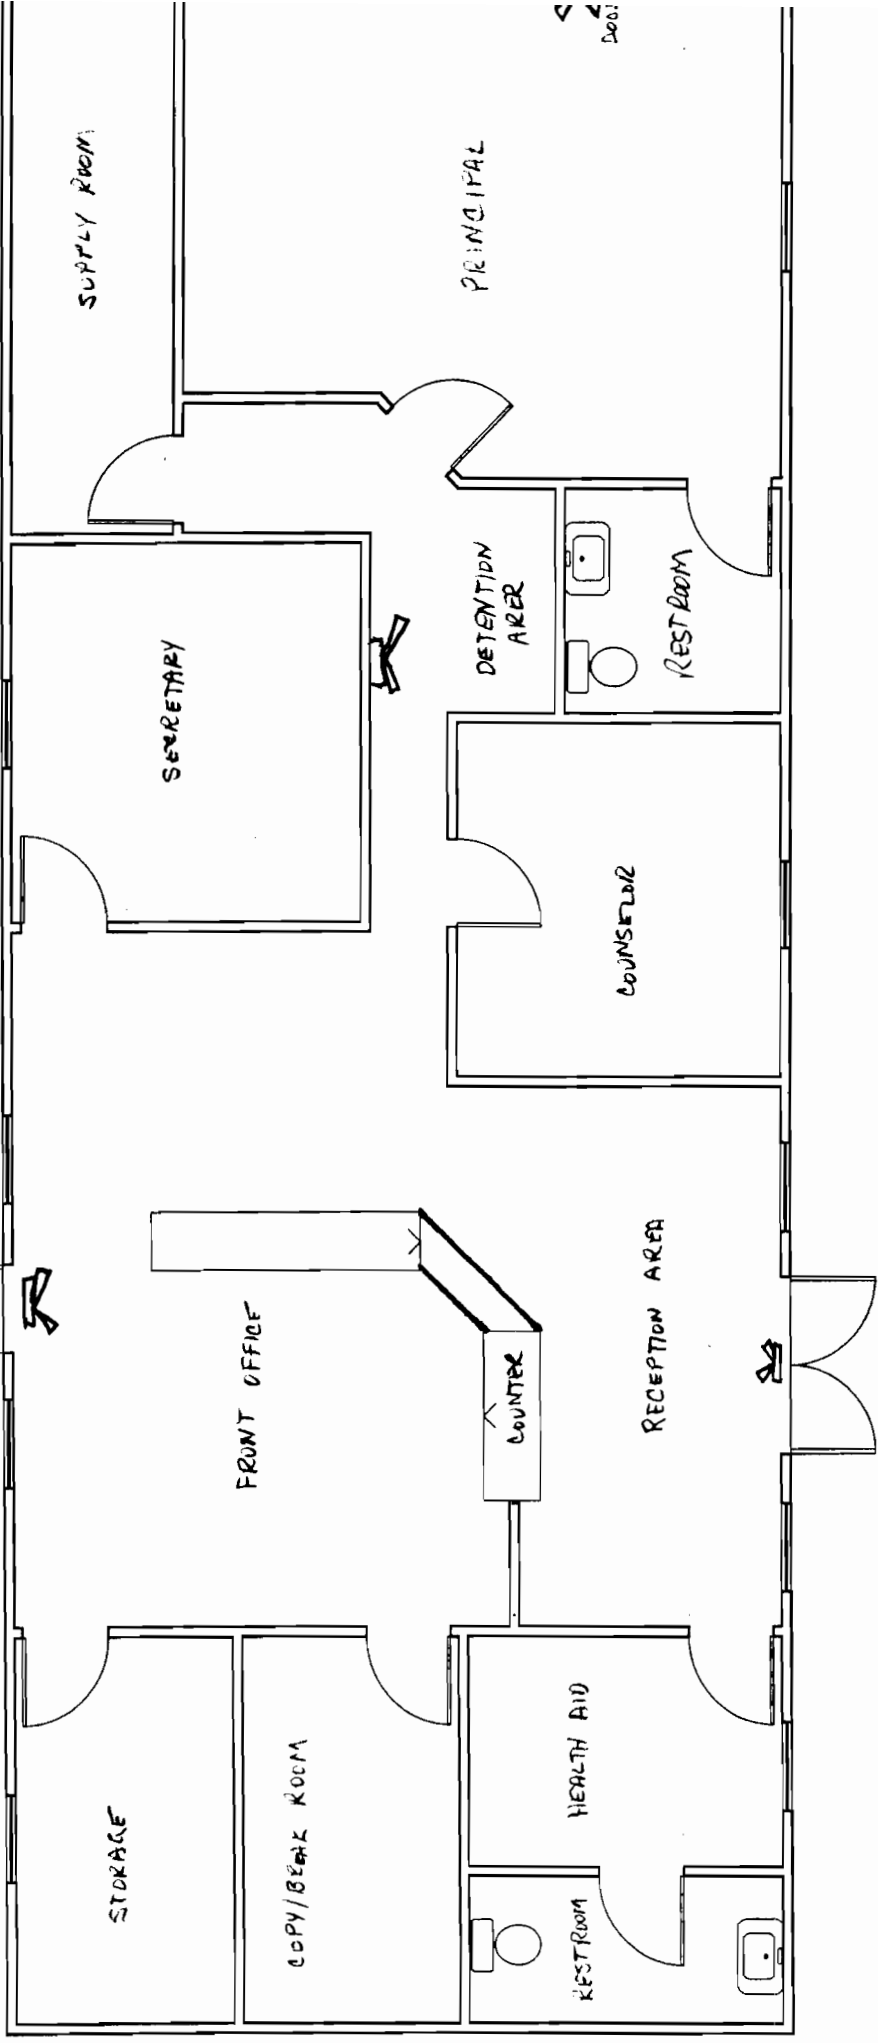 SUPPLY ROOM
PRINCIPAL
SECRETARY
DETENTION
AREA
RESTROOM
COUNSELOR
FRONT OFFICE
COUNTER
RECEPTION AREA
STORAGE
COPY/BREAK ROOM
HEALTH AID
RESTROOM